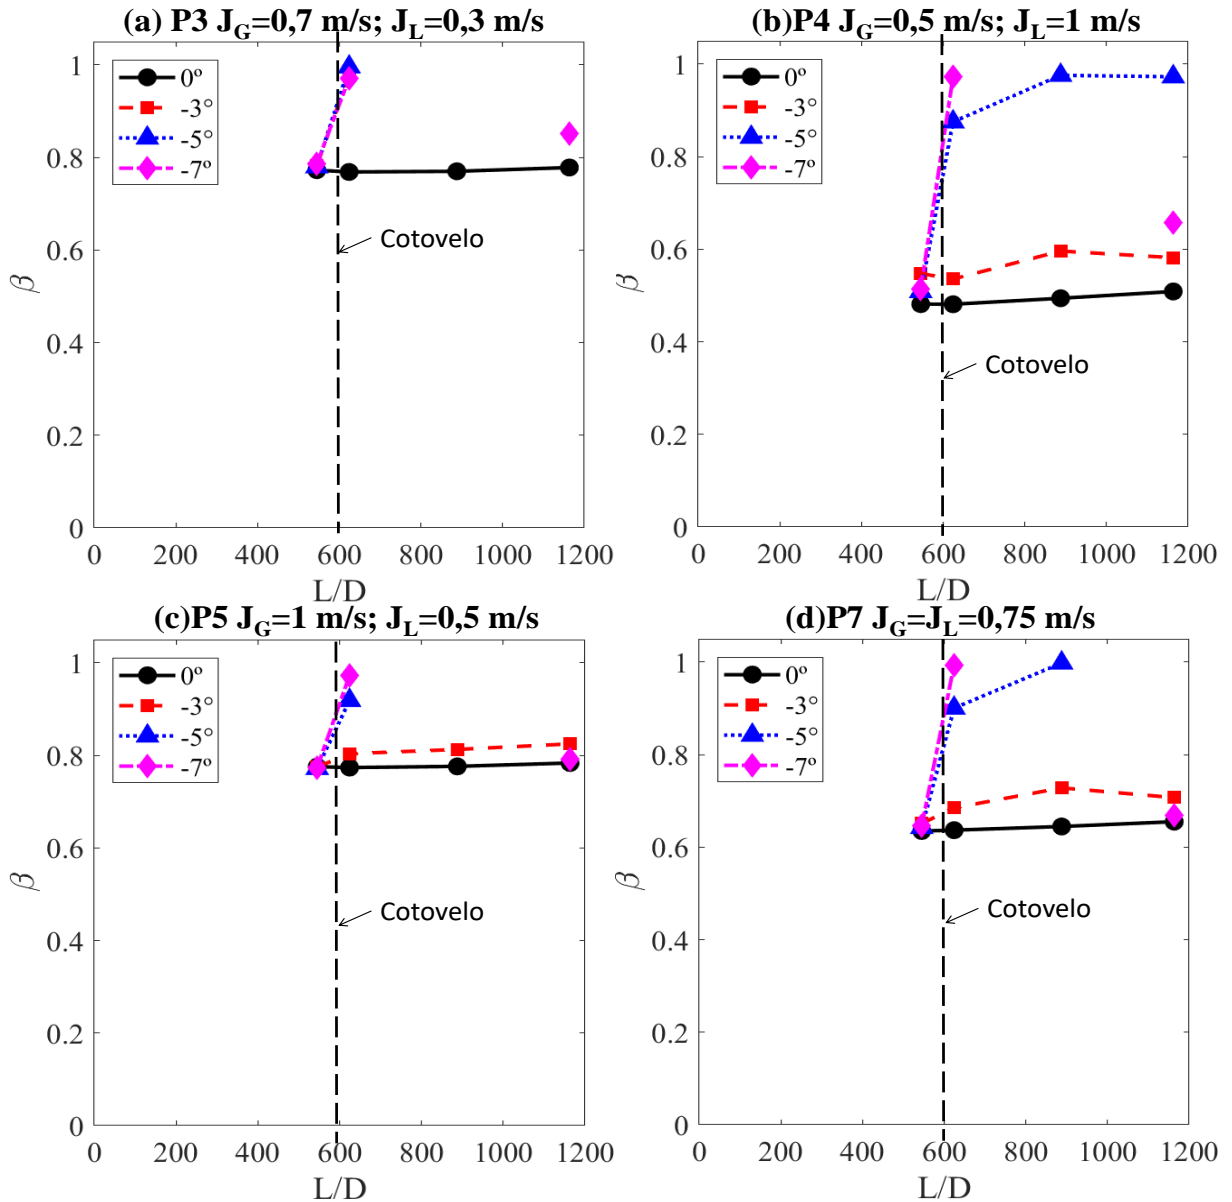 (a) P3 J_G=0,7 m/s; J_L=0,3 m/s
1
0.8
0.6
0.4
0.2
0
β
0º
-3°
-5°
-7º
Cotovelo
0 200 400 600 800 1000 1200
L/D
(b)P4 J_G=0,5 m/s; J_L=1 m/s
1
0.8
0.6
0.4
0.2
0
β
0º
-3°
-5°
-7º
Cotovelo
0 200 400 600 800 1000 1200
L/D
(c)P5 J_G=1 m/s; J_L=0,5 m/s
1
0.8
0.6
0.4
0.2
0
β
0º
-3°
-5°
-7º
Cotovelo
0 200 400 600 800 1000 1200
L/D
(d)P7 J_G=J_L=0,75 m/s
1
0.8
0.6
0.4
0.2
0
β
0º
-3°
-5°
-7º
Cotovelo
0 200 400 600 800 1000 1200
L/D